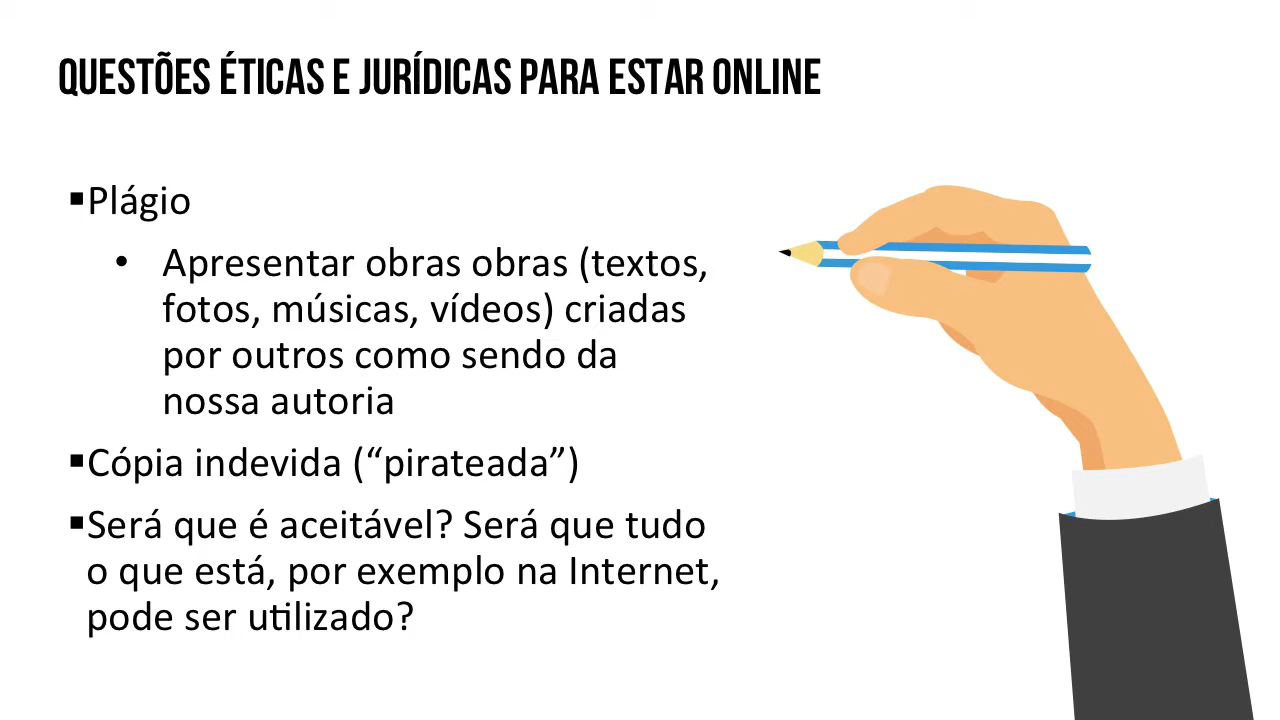 QUESTÕES ÉTICAS E JURÍDICAS PARA ESTAR ONLINE
▪Plágio
• Apresentar obras obras (textos,
fotos, músicas, vídeos) criadas
por outros como sendo da
nossa autoria
▪Cópia indevida (“pirateada”)
▪Será que é aceitável? Será que tudo
o que está, por exemplo na Internet,
pode ser utilizado?